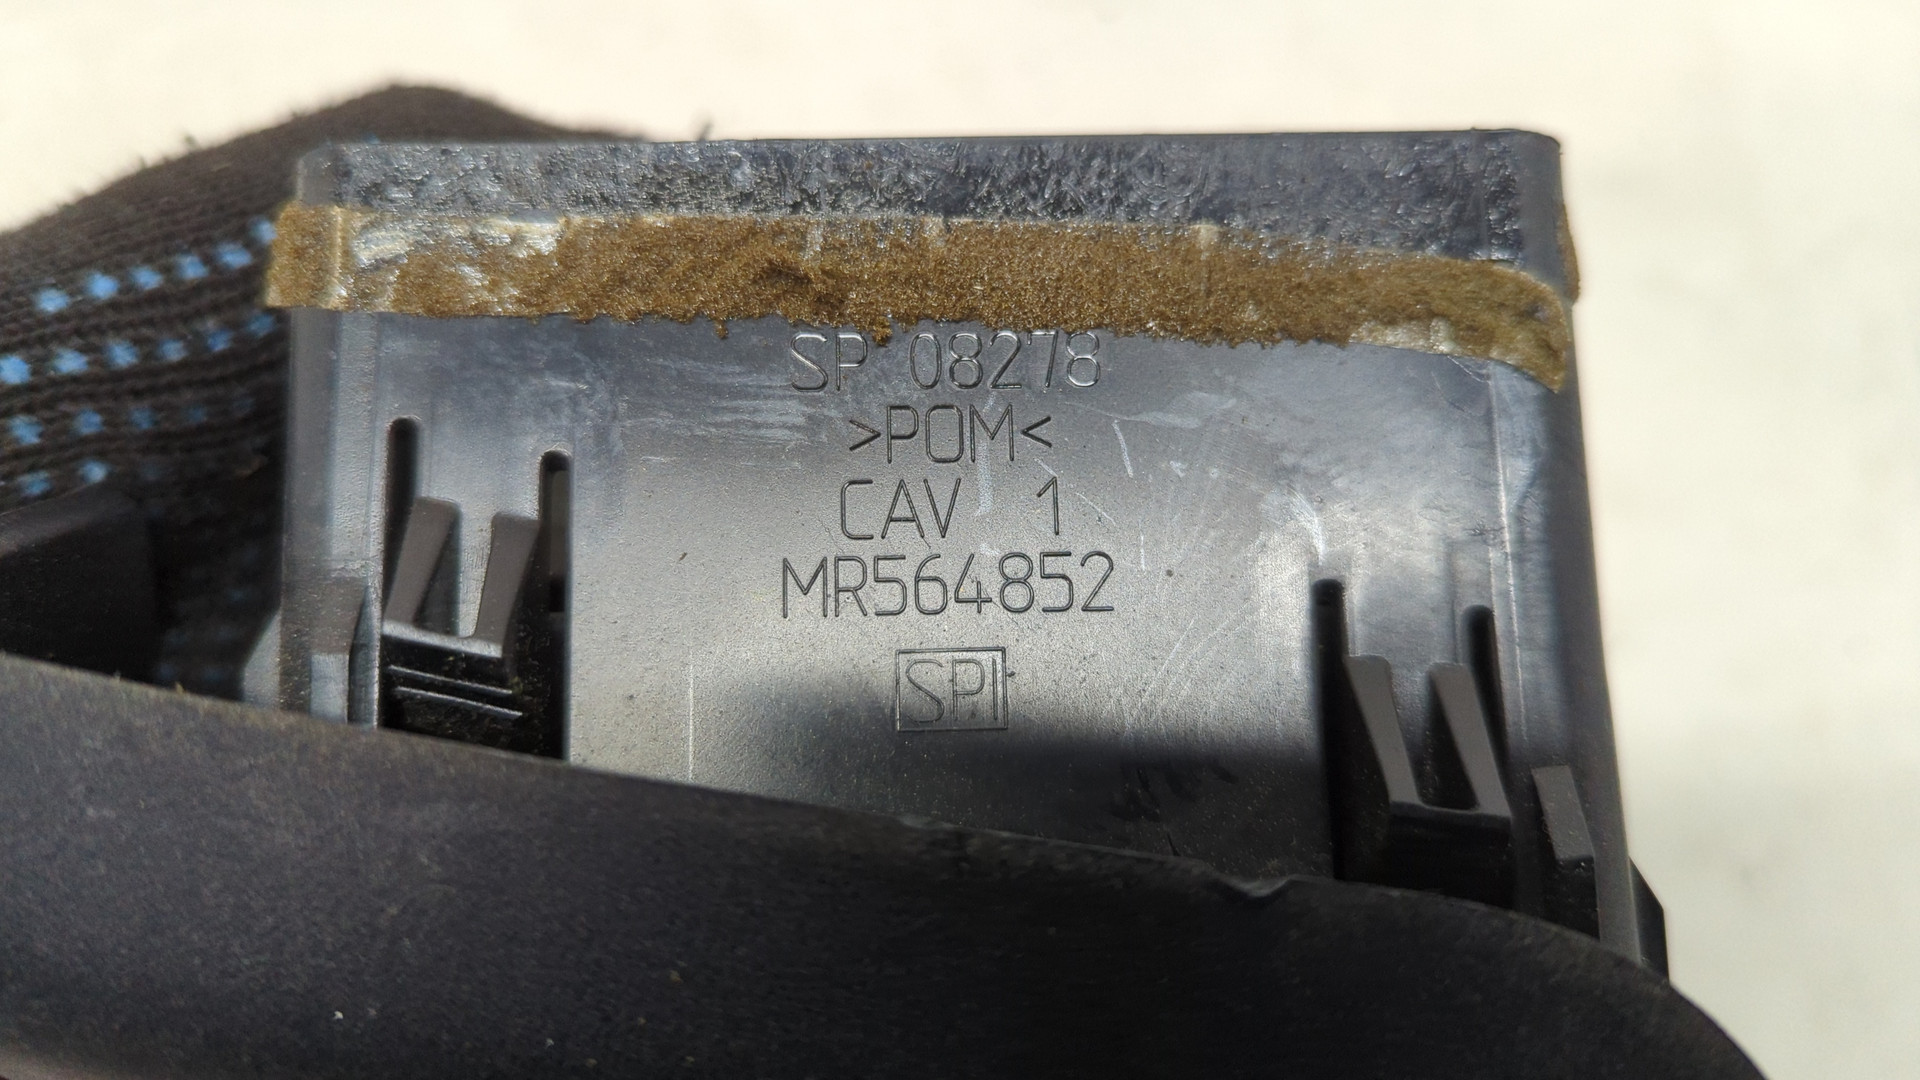 SP 08278
>POM<
CAV 1
MR564852
SPI